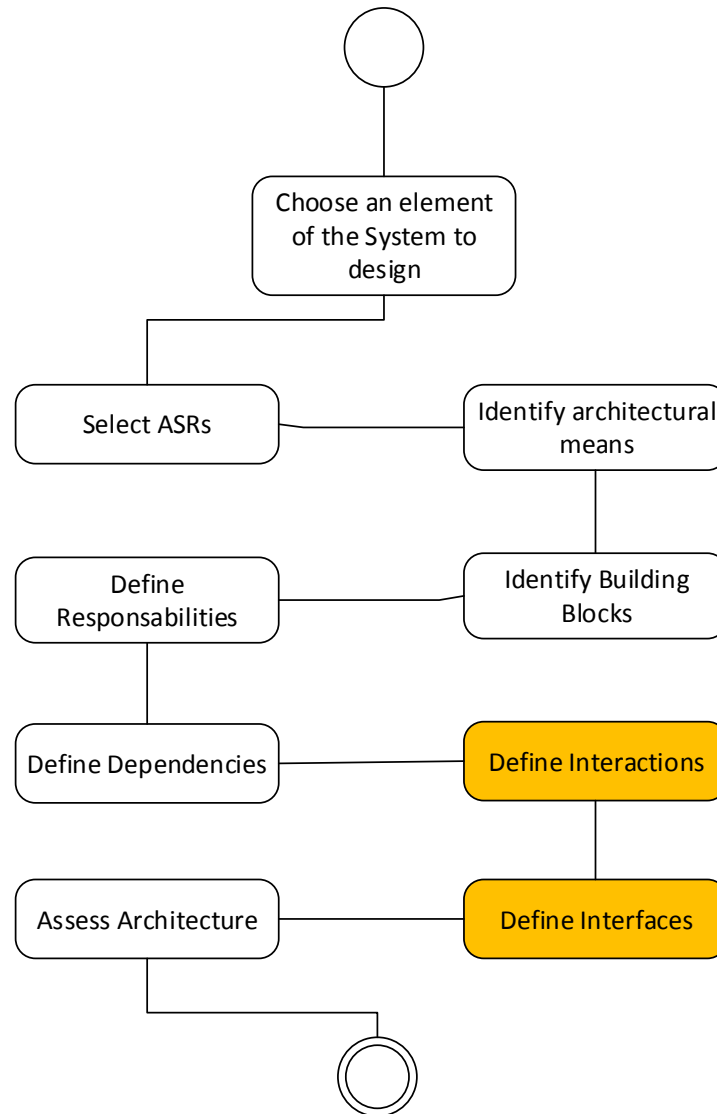 Choose an element
of the System to
design
Select ASRs
Identify architectural
means
Identify Building
Blocks
Define
Responsabilities
Define Dependencies
Define Interactions
Define Interfaces
Assess Architecture